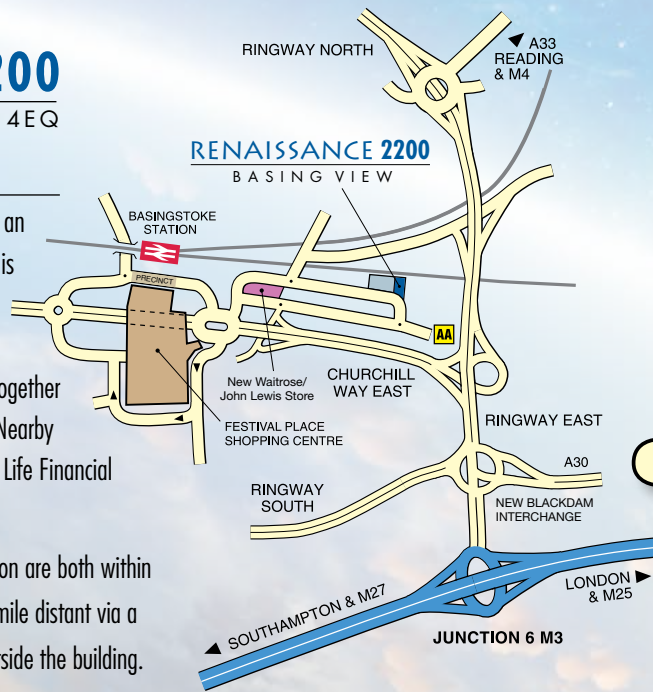 200
4EQ
an
is
ogether
Nearby
Life Financial
on are both within
mile distant via a
side the building.
RINGWAY NORTH
A33
READING
& M4
RENAISSANCE 2200
BASING VIEW
BASINGSTOKE
STATION
PRECINCT
AA
New Waitrose/
John Lewis Store
CHURCHILL
WAY EAST
FESTIVAL PLACE
SHOPPING CENTRE
RINGWAY EAST
A30
RINGWAY
SOUTH
NEW BLACKDAM
INTERCHANGE
SOUTHAMPTON & M27
LONDON
& M25
JUNCTION 6 M3